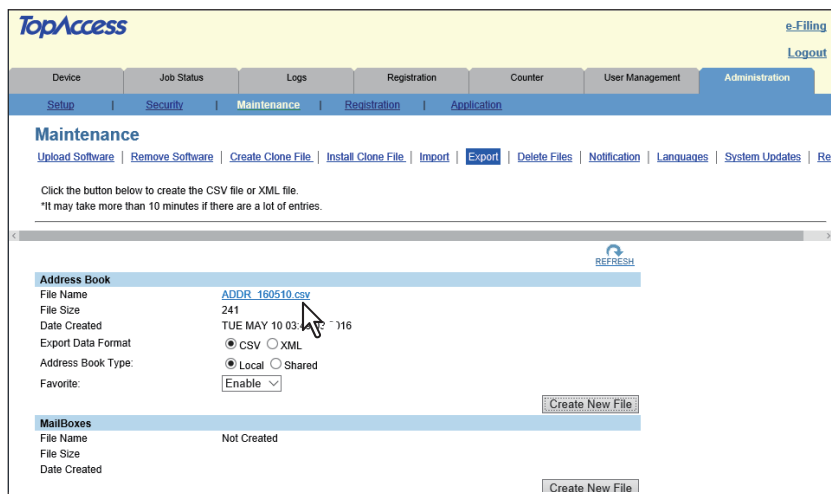 TopAccess
e-Filing
Logout
Device Job Status Logs Registration Counter User Management Administration
Setup | Security | Maintenance | Registration | Application
Maintenance
Upload Software | Remove Software | Create Clone File | Install Clone File | Import | Export | Delete Files | Notification | Languages | System Updates | Re
Click the button below to create the CSV file or XML file.
*It may take more than 10 minutes if there are a lot of entries.
REFRESH
Address Book
File Name ADDR_160510.csv
File Size 241
Date Created TUE MAY 10 03:4
Export Data Format CSV XML
Address Book Type: Local Shared
Favorite: Enable
Create New File
MailBoxes
File Name Not Created
File Size
Date Created
Create New File